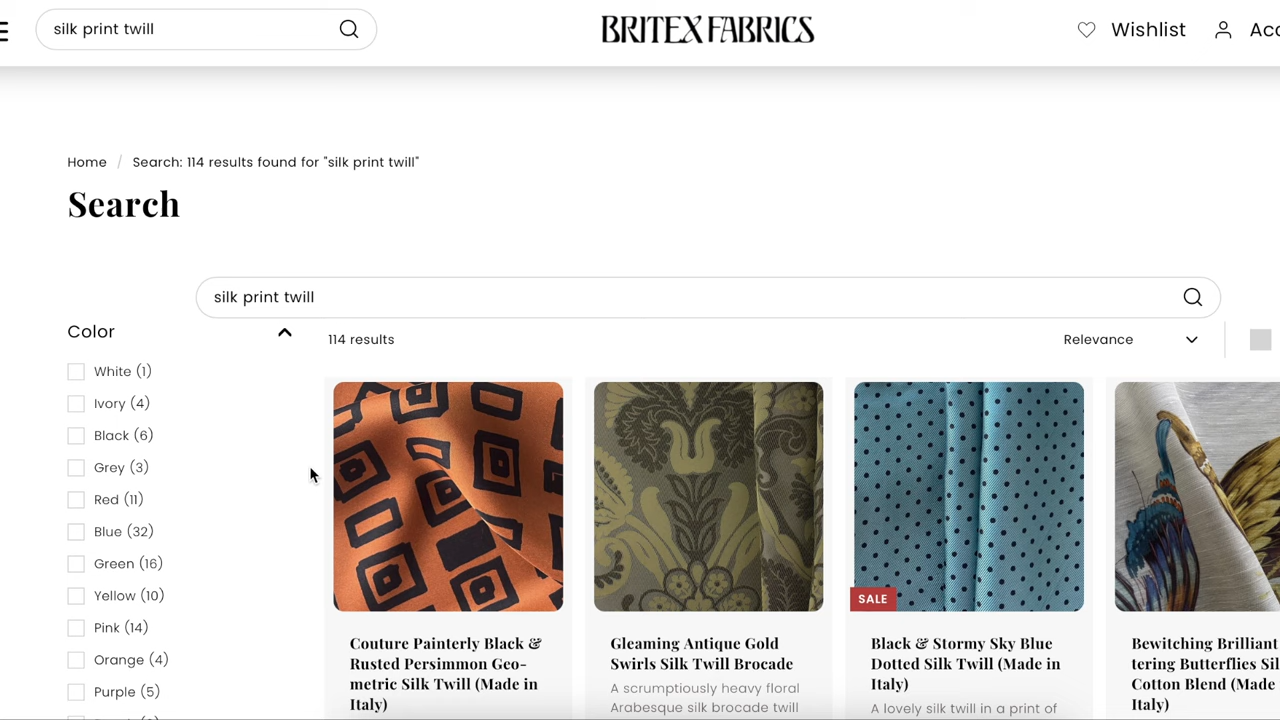 silk print twill
BRITEX FABRICS
Wishlist
Home / Search: 114 results found for "silk print twill"
Search
silk print twill
Color
114 results
Relevance
White (1)
Ivory (4)
Black (6)
Grey (3)
Red (11)
Blue (32)
Green (16)
Yellow (10)
Pink (14)
Orange (4)
Purple (5)
Couture Painterly Black &
Rusted Persimmon Geo-
metric Silk Twill (Made in
Italy)
Gleaming Antique Gold
Swirls Silk Twill Brocade
A scrumptiously heavy floral
Arabesque silk brocade twill
SALE
Black & Stormy Sky Blue
Dotted Silk Twill (Made in
Italy)
A lovely silk twill in a print of
Bewitching Brilliant
tering Butterflies
Cotton Blend (Made
Italy)